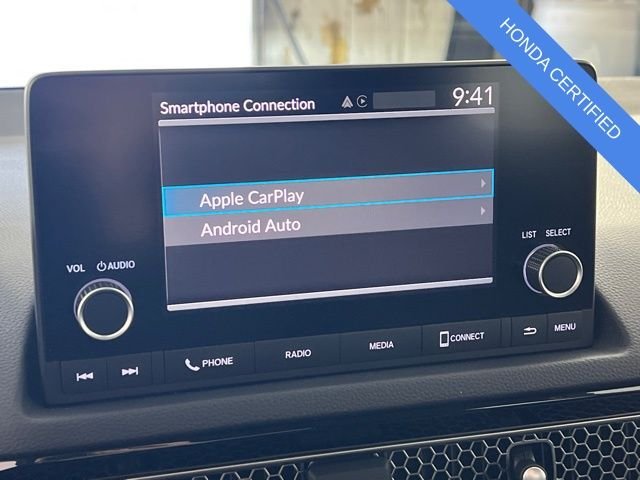 HONDA CERTIFIED
Smartphone Connection 9:41
Apple CarPlay
Android Auto
VOL AUDIO
LIST SELECT
PHONE RADIO MEDIA CONNECT MENU